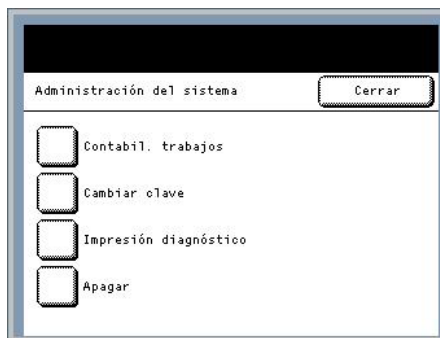 Administración del sistema
Cerrar
Contabil. trabajos
Cambiar clave
Impresión diagnóstico
Apagar